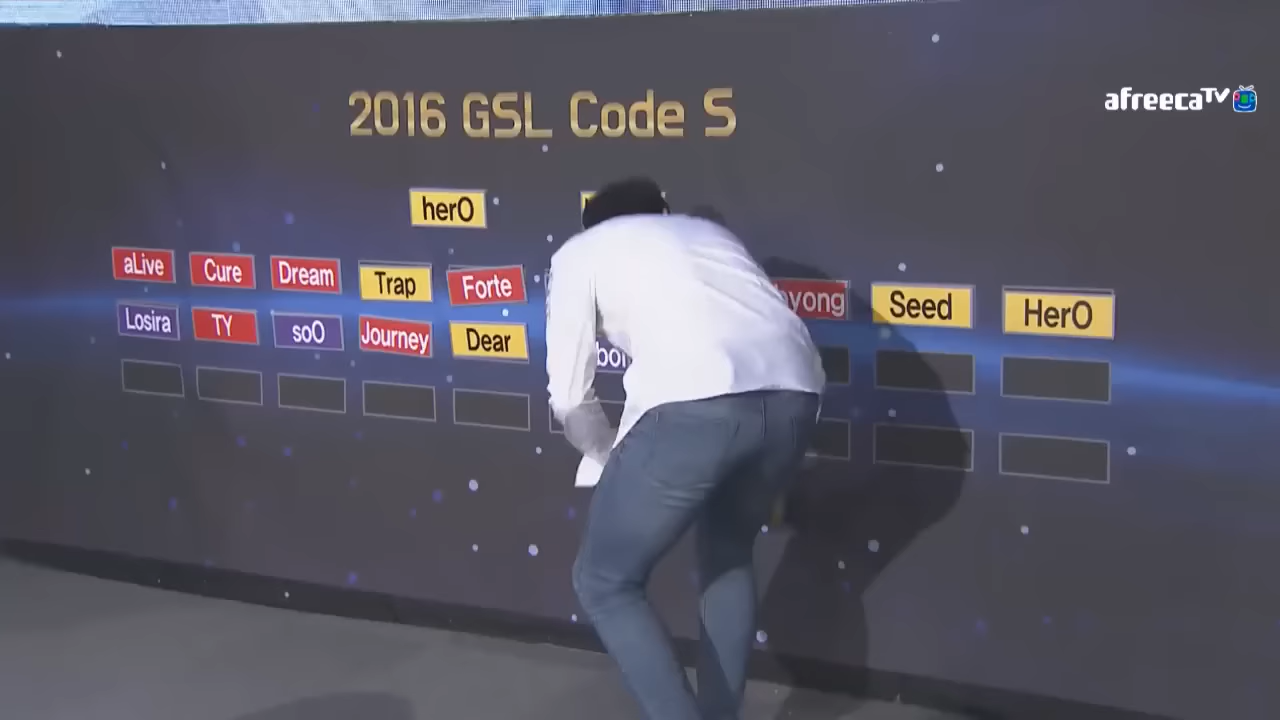 afreecaTV
2016 GSL Code S
herO
aLive Cure Dream Trap Forte Seed HerO
Losira TY soO Journey Dear